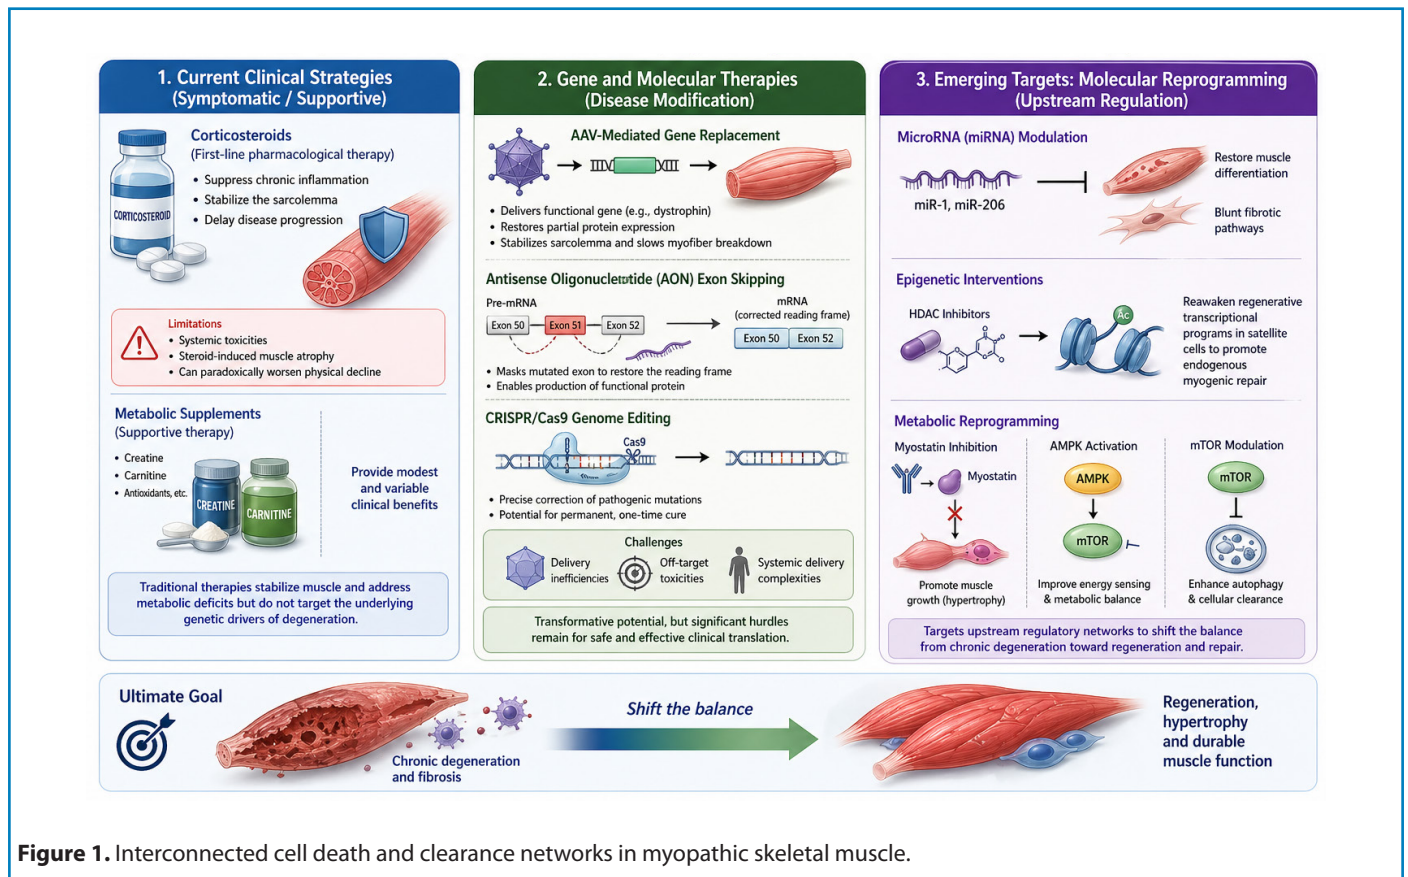 1. Current Clinical Strategies
(Symptomatic / Supportive)
Corticosteroids
(First-line pharmacological therapy)
• Suppress chronic inflammation
• Stabilize the sarcolemma
• Delay disease progression
CORTICOSTEROID
Limitations
• Systemic toxicities
• Steroid-induced muscle atrophy
• Can paradoxically worsen physical decline
Metabolic Supplements
(Supportive therapy)
• Creatine
• Carnitine
• Antioxidants, etc.
CREATINE
CARNITINE
Provide modest
and variable
clinical benefits
Traditional therapies stabilize muscle and address
metabolic deficits but do not target the underlying
genetic drivers of degeneration.
2. Gene and Molecular Therapies
(Disease Modification)
AAV-Mediated Gene Replacement
• Delivers functional gene (e.g., dystrophin)
• Restores partial protein expression
• Stabilizes sarcolemma and slows myofiber breakdown
Antisense (AON) Exon Skipping
Pre-mRNA
Exon 50
Exon 51
Exon 52
mRNA
(corrected reading frame)
Exon 50
Exon 52
• Masks mutated exon to restore the reading frame
• Enables production of functional protein
CRISPR/Cas9 Genome Editing
Cas9
• Precise correction of pathogenic mutations
• Potential for permanent, one-time cure
Challenges
Delivery
inefficiencies
Off-target
toxicities
Systemic delivery
complexities
Transformative potential, but significant hurdles
remain for safe and effective clinical translation.
3. Emerging Targets: Molecular Reprogramming
(Upstream Regulation)
MicroRNA (miRNA) Modulation
miR-1, miR-206
Restore muscle
differentiation
Blunt fibrotic
pathways
Epigenetic Interventions
HDAC Inhibitors
Ac
Reawaken regenerative
transcriptional
programs in satellite
cells to promote
endogenous
myogenic repair
Metabolic Reprogramming
Myostatin Inhibition
Myostatin
Promote muscle
growth (hypertrophy)
AMPK Activation
AMPK
mTOR
Improve energy sensing
& metabolic balance
mTOR Modulation
mTOR
Enhance autophagy
& cellular clearance
Targets upstream regulatory networks to shift the balance
from chronic degeneration toward regeneration and repair.
Ultimate Goal
Chronic degeneration
and fibrosis
Shift the balance
Regeneration,
hypertrophy
and durable
muscle function
Figure 1. Interconnected cell death and clearance networks in myopathic skeletal muscle.